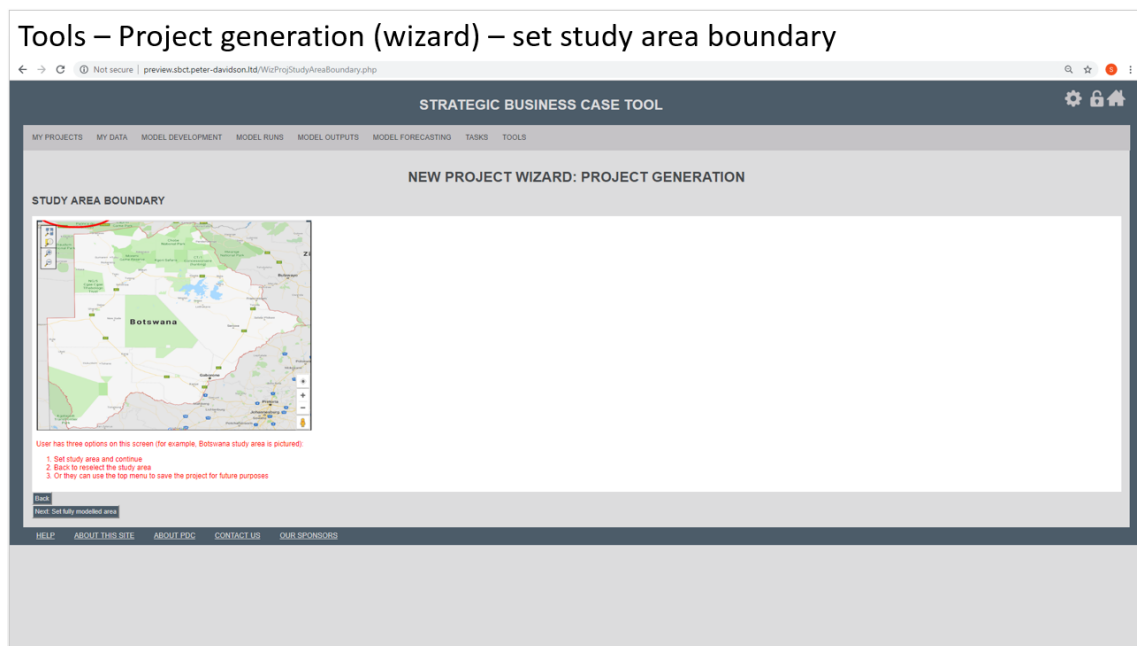 Tools – Project generation (wizard) – set study area boundary
Not secure | preview.sbct.peter-davidson.ltd/WizProjStudyAreaBoundary.php
STRATEGIC BUSINESS CASE TOOL
MY PROJECTS MY DATA MODEL DEVELOPMENT MODEL RUNS MODEL OUTPUTS MODEL FORECASTING TASKS TOOLS
NEW PROJECT WIZARD: PROJECT GENERATION
STUDY AREA BOUNDARY
Botswana
User has three options on this screen (for example, Botswana study area is pictured):
1. Set study area and continue
2. Back to reselect the study area
3. Or they can use the top menu to save the project for future purposes
Back
Next: Set fully modelled area
HELP ABOUT THIS SITE ABOUT PDC CONTACT US OUR SPONSORS